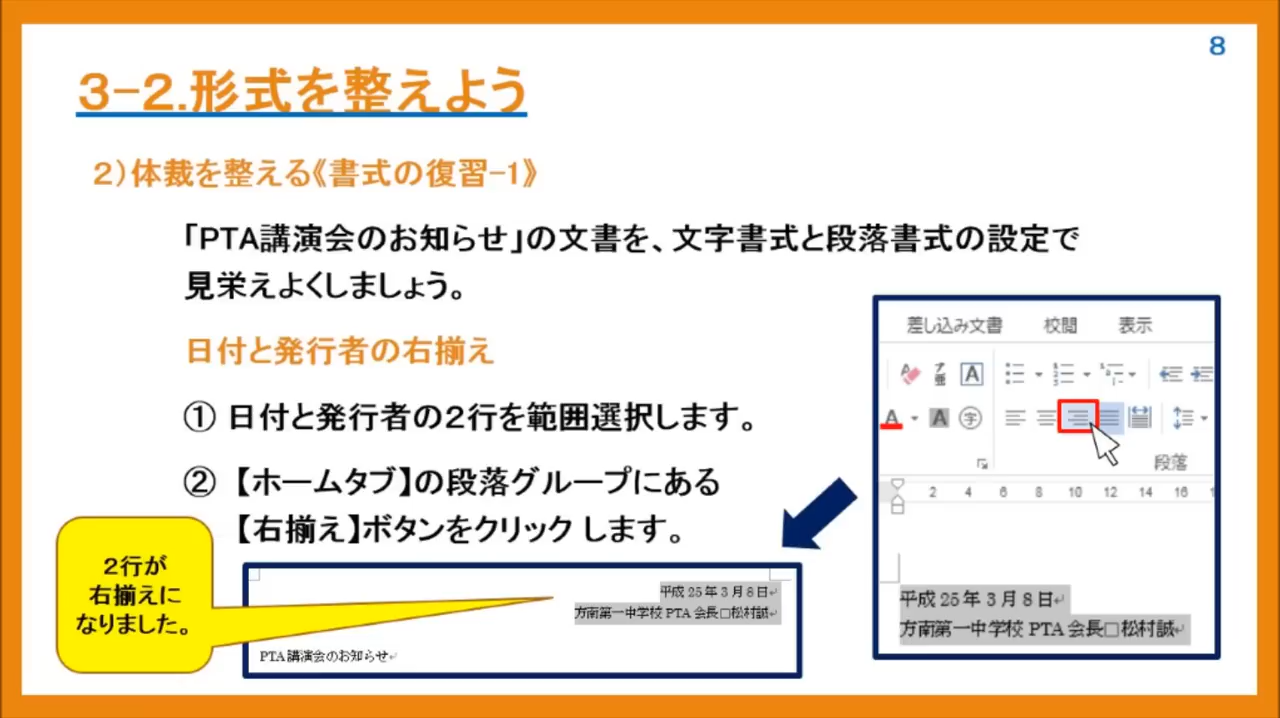 8
3-2.形式を整えよう
2）体裁を整える《書式の復習-1》
「PTA講演会のお知らせ」の文書を、文字書式と段落書式の設定で
見栄えよくしましょう。
日付と発行者の右揃え
① 日付と発行者の2行を範囲選択します。
② 【ホームタブ】の段落グループにある
【右揃え】ボタンをクリック します。
2行が
右揃えに
なりました。
平成 25 年 3 月 8 日↵
方南第一中学校 PTA 会長□松村誠↵
PTA 講演会のお知らせ↵
差し込み文書 校閲 表示
A ア亜 A
A A 字
段落
2 4 6 8 10 12 14 16
平成 25 年 3 月 8 日↵
方南第一中学校 PTA 会長□松村誠↵